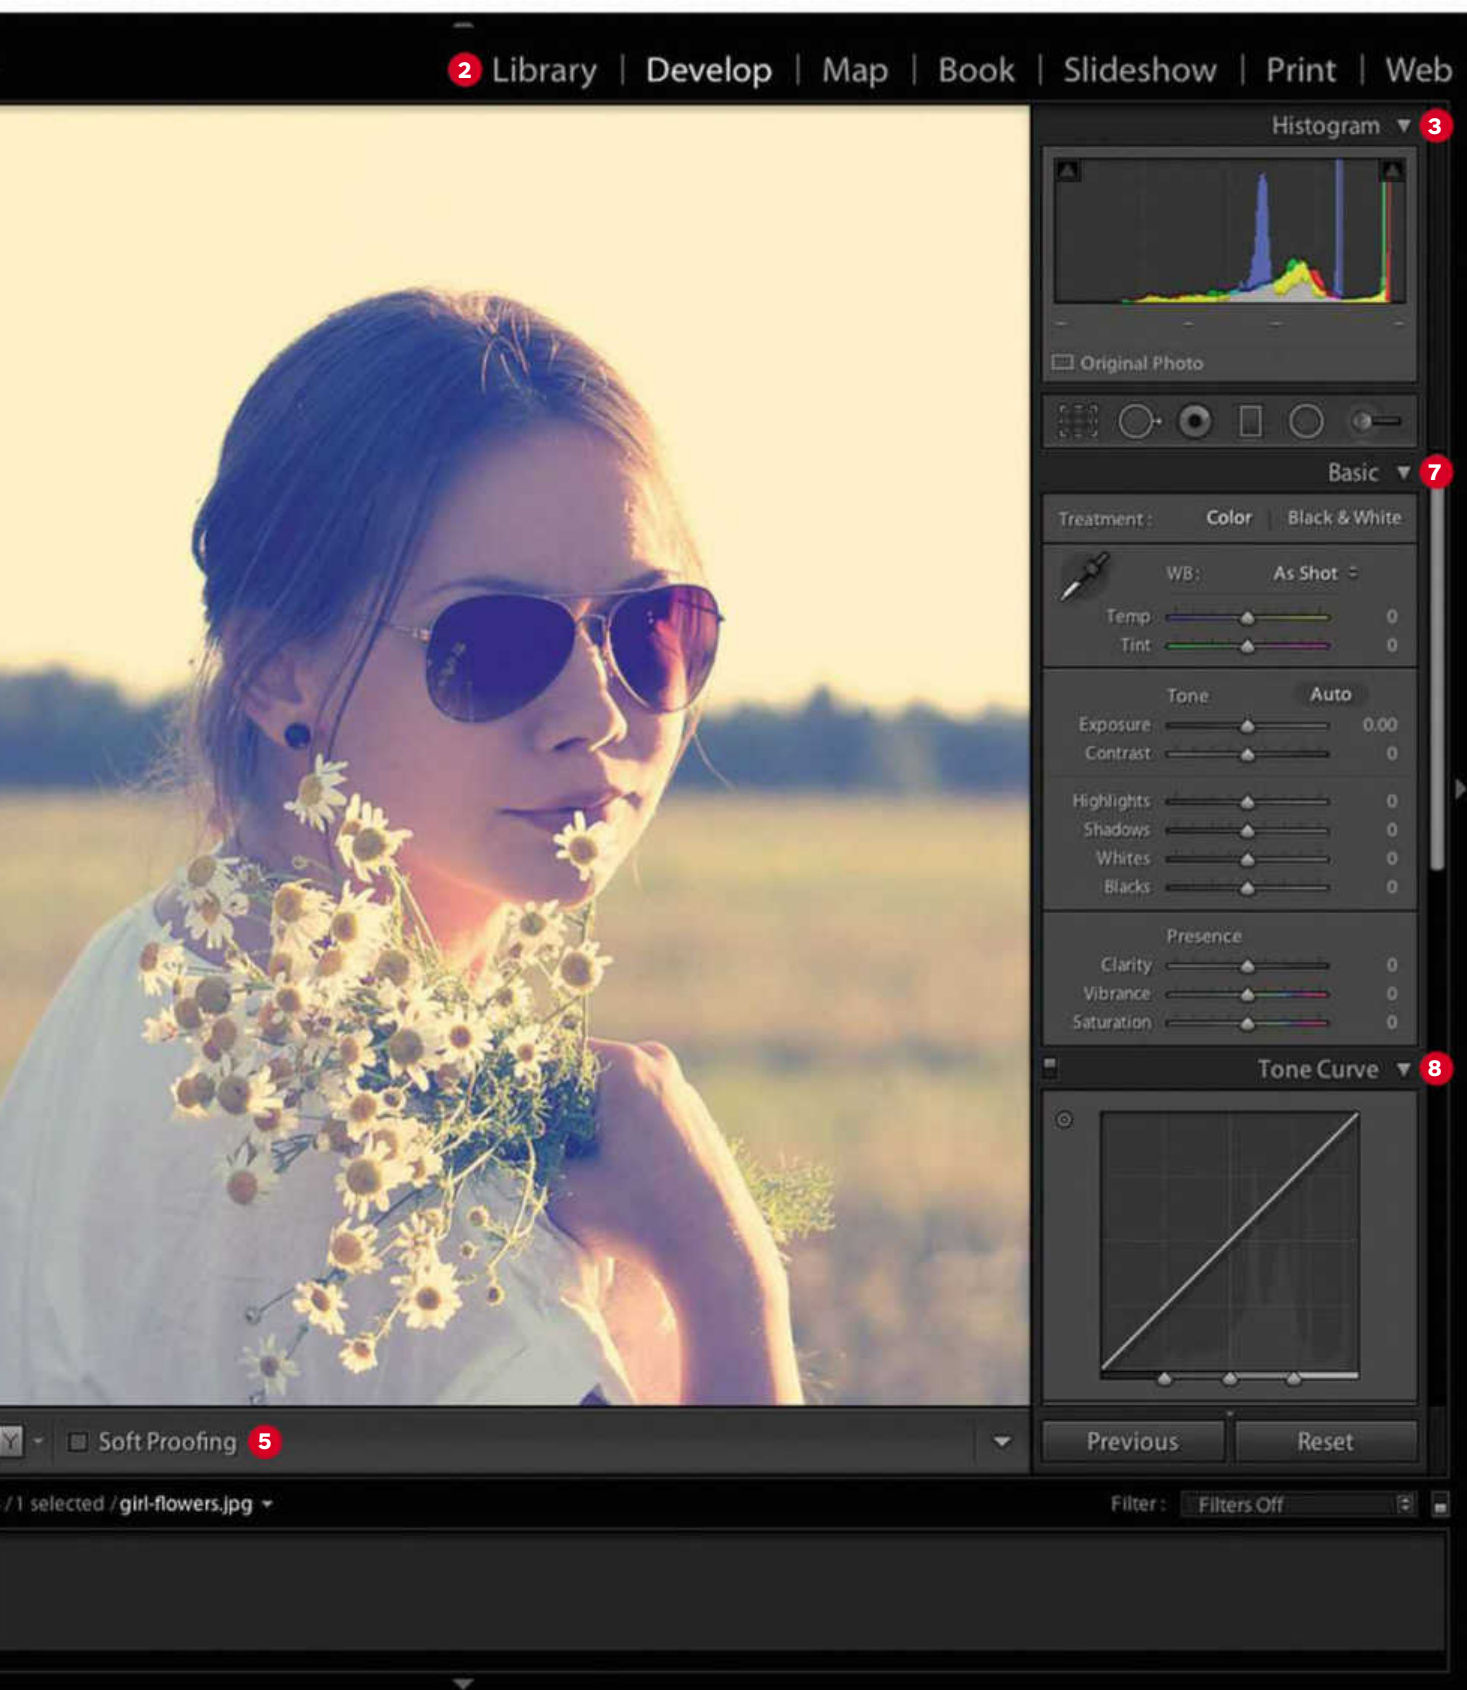 2 Library | Develop | Map | Book | Slideshow | Print | Web
Histogram 3
Original Photo
Basic 7
Treatment: Color | Black & White
WB: As Shot
Temp 0
Tint 0
Tone Auto
Exposure 0.00
Contrast 0
Highlights 0
Shadows 0
Whites 0
Blacks 0
Presence
Clarity 0
Vibrance 0
Saturation 0
Tone Curve 8
Y Soft Proofing 5
Previous Reset
/1 selected / girl-flowers.jpg
Filter: Filters Off